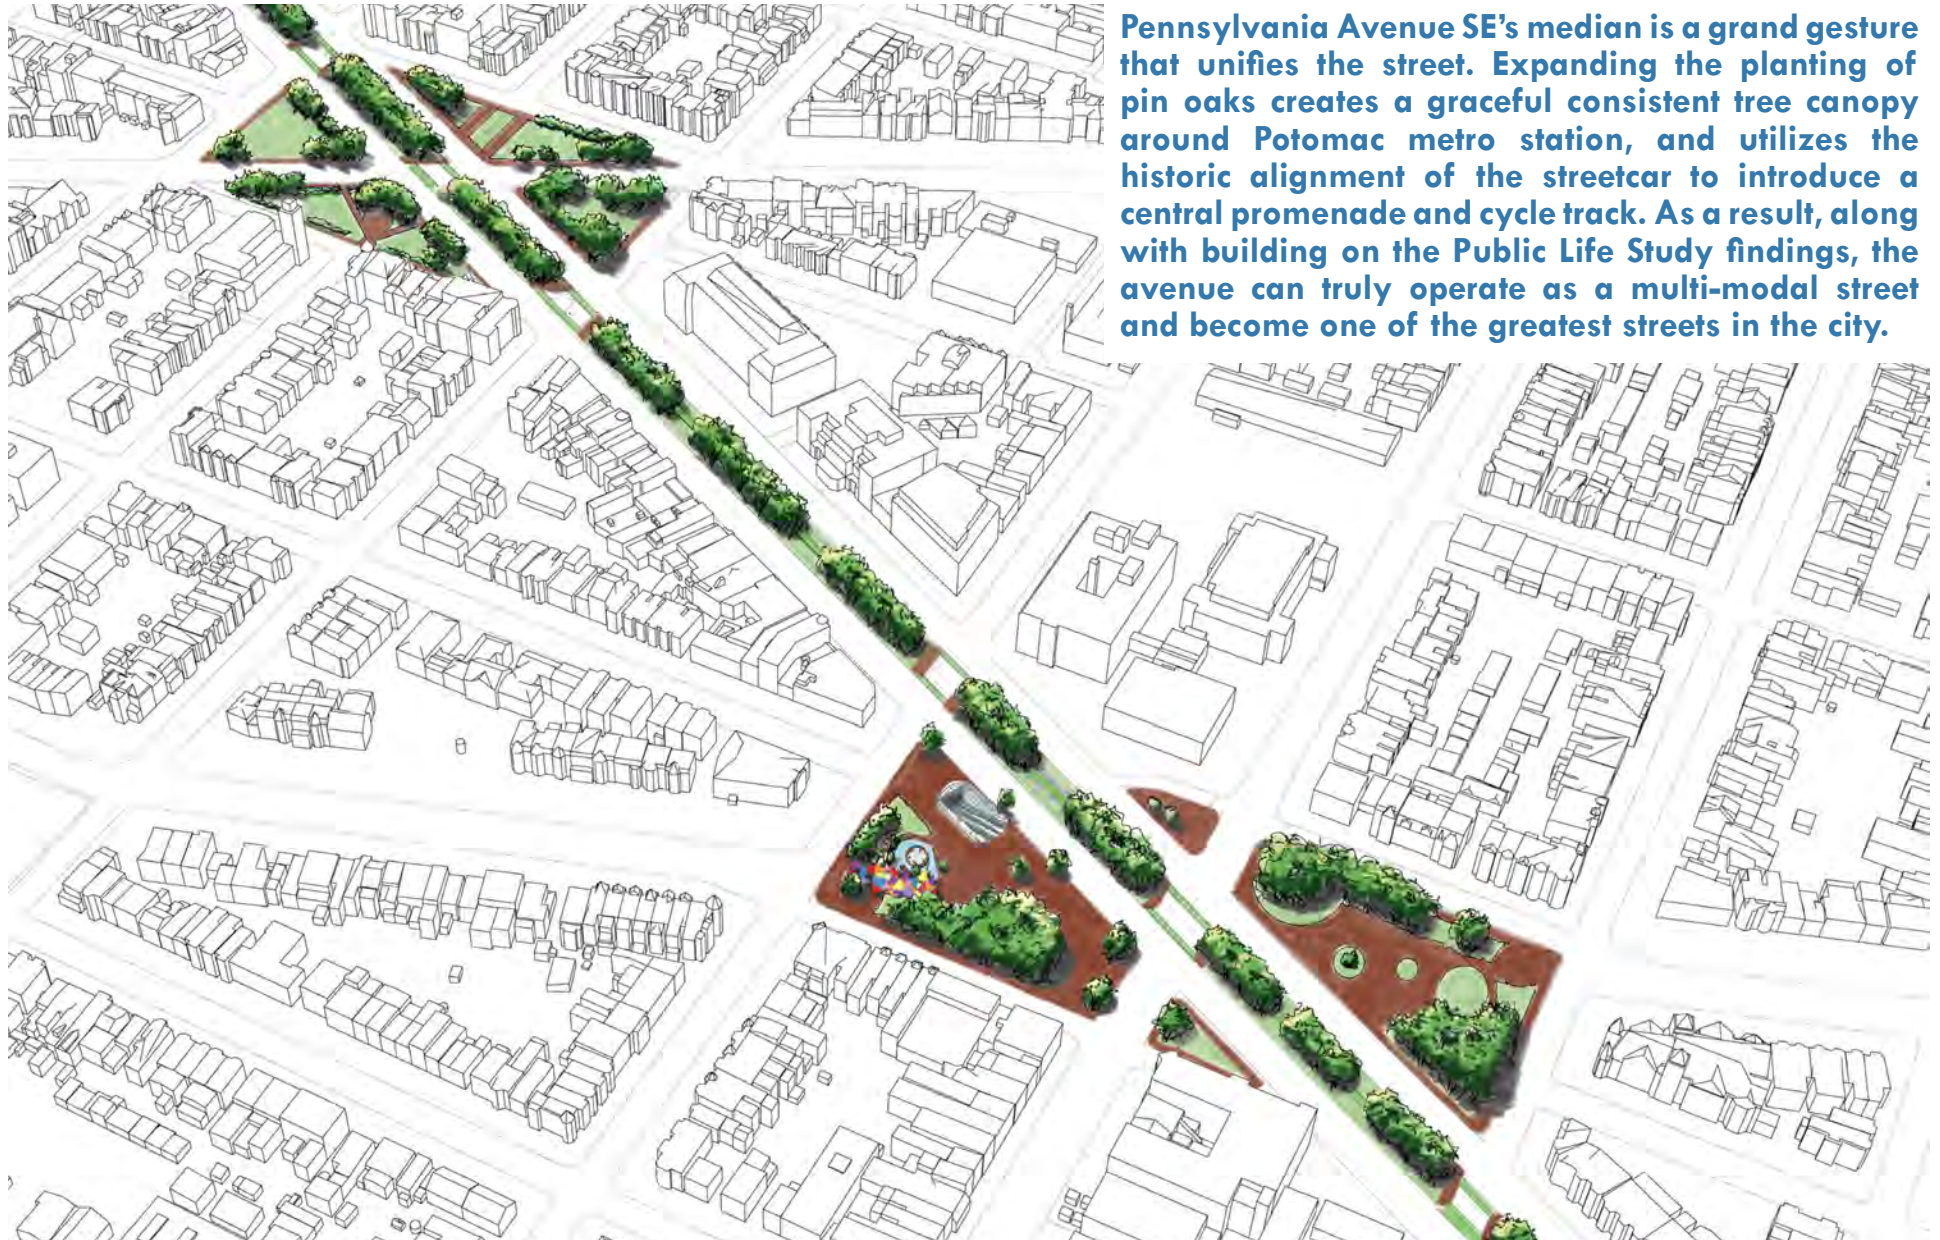 Pennsylvania Avenue SE’s median is a grand gesture
that unifies the street. Expanding the planting of
pin oaks creates a graceful consistent tree canopy
around Potomac metro station, and utilizes the
historic alignment of the streetcar to introduce a
central promenade and cycle track. As a result, along
with building on the Public Life Study findings, the
avenue can truly operate as a multi-modal street
and become one of the greatest streets in the city.